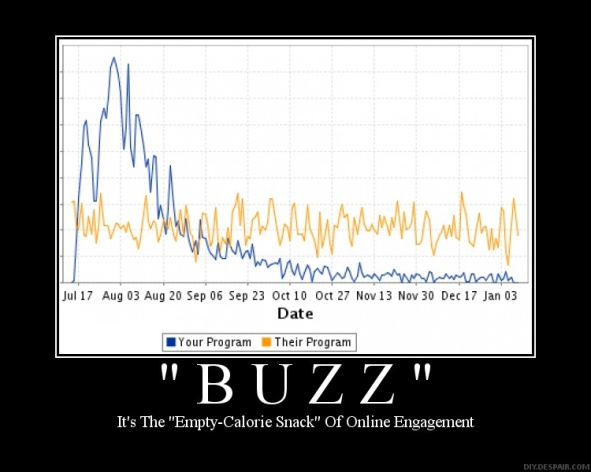 Jul 17 Aug 03 Aug 20 Sep 06 Sep 23 Oct 10 Oct 27 Nov 13 Nov 30 Dec 17 Jan 03
Date
Your Program Their Program
"BUZZ"
It's The "Empty-Calorie Snack" Of Online Engagement
DIY.DESPAIR.COM